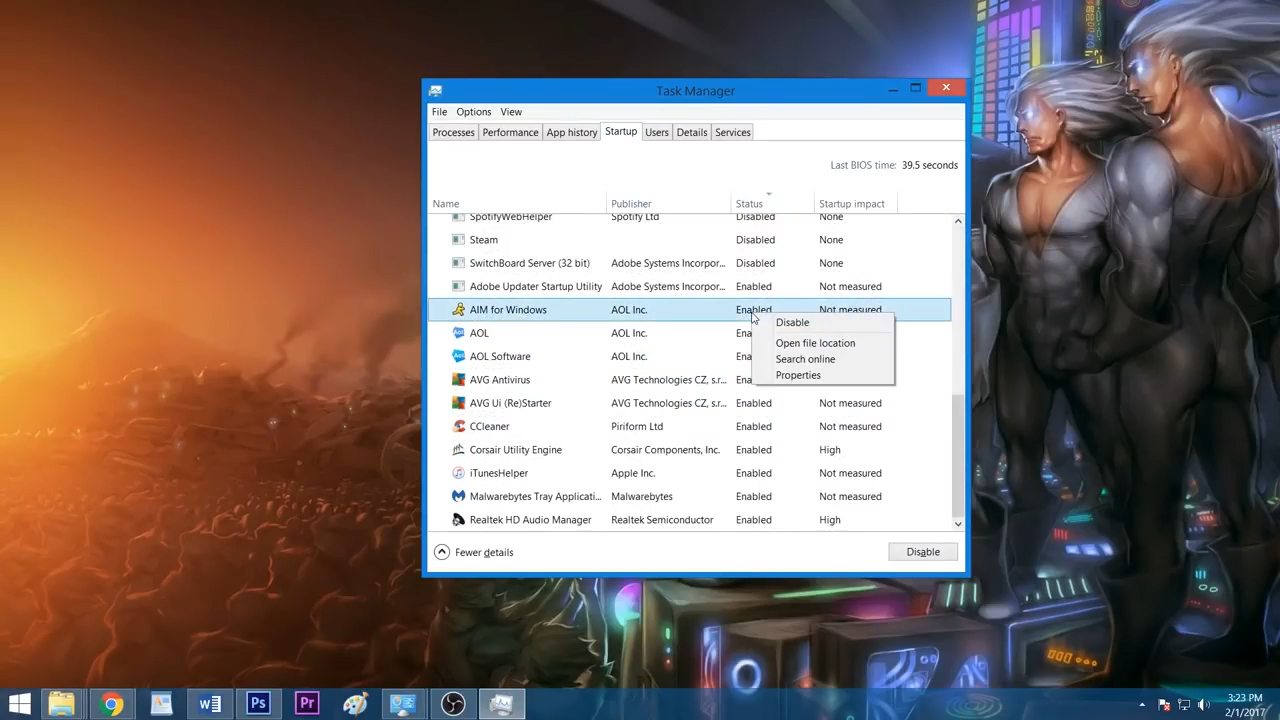 Task Manager
File Options View
Processes Performance App history Startup Users Details Services
Last BIOS time: 39.5 seconds
Name Publisher Status Startup impact
SpotifyWebHelper Spotify Ltd Disabled None
Steam Disabled None
SwitchBoard Server (32 bit) Adobe Systems Incorpor... Disabled None
Adobe Updater Startup Utility Adobe Systems Incorpor... Enabled Not measured
AIM for Windows AOL Inc. Enabled Not measured
Disable
AOL AOL Inc. Ena
Open file location
AOL Software AOL Inc. Ena
Search online
Properties
AVG Antivirus AVG Technologies CZ, s.r... Ena
AVG Ui (Re)Starter AVG Technologies CZ, s.r... Enabled Not measured
CCleaner Piriform Ltd Enabled Not measured
Corsair Utility Engine Corsair Components, Inc. Enabled High
iTunesHelper Apple Inc. Enabled Not measured
Malwarebytes Tray Applicati... Malwarebytes Enabled Not measured
Realtek HD Audio Manager Realtek Semiconductor Enabled High
Fewer details Disable
Ps Pr
3:23 PM
2/1/2017